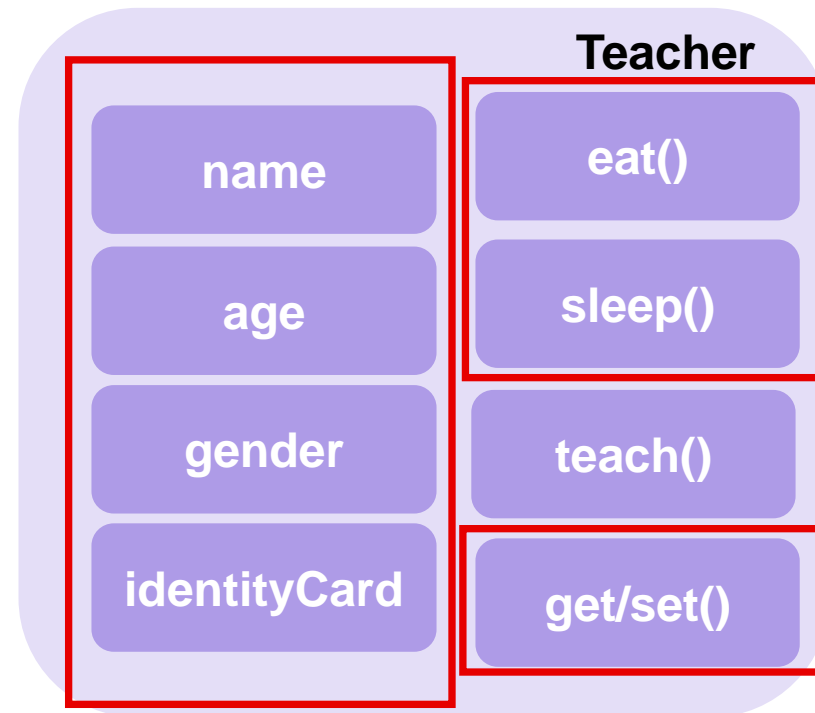 Teacher
name
age
gender
identityCard
eat()
sleep()
teach()
get/set()